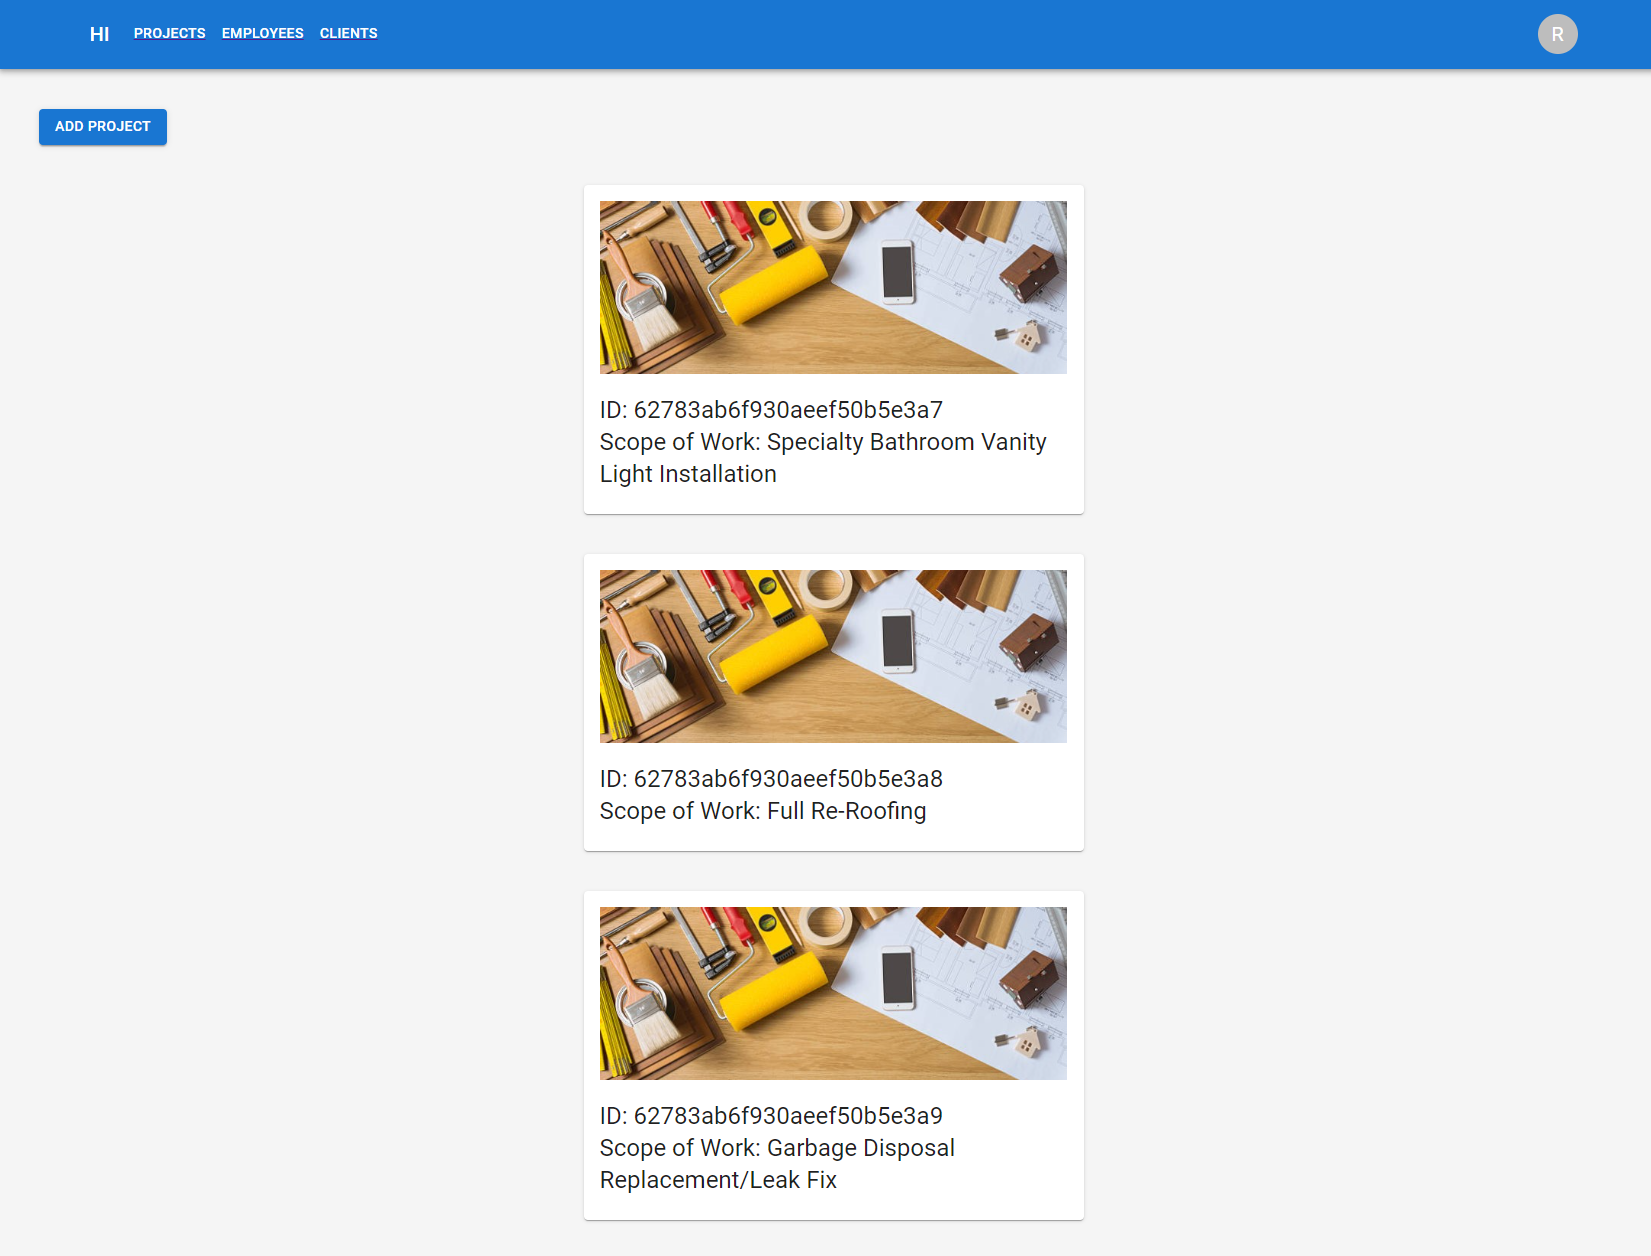 HI PROJECTS EMPLOYEES CLIENTS R
ADD PROJECT
ID: 62783ab6f930aeef50b5e3a7
Scope of Work: Specialty Bathroom Vanity
Light Installation
ID: 62783ab6f930aeef50b5e3a8
Scope of Work: Full Re-Roofing
ID: 62783ab6f930aeef50b5e3a9
Scope of Work: Garbage Disposal
Replacement/Leak Fix